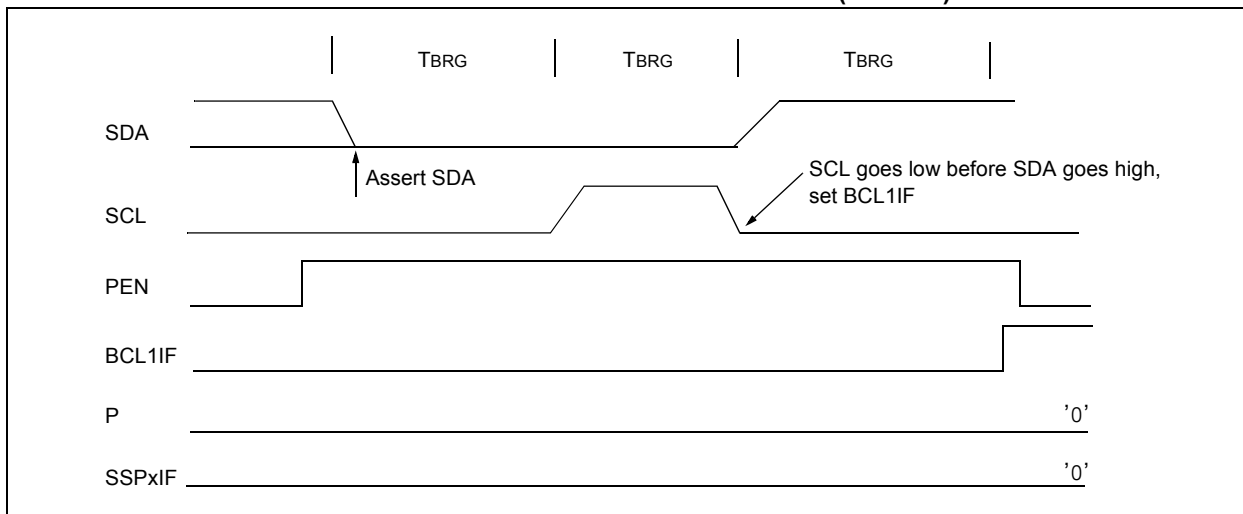 TBRG TBRG TBRG
SDA
Assert SDA
SCL goes low before SDA goes high,
set BCL1IF
SCL
PEN
BCL1IF
P '0'
SSPxIF '0'